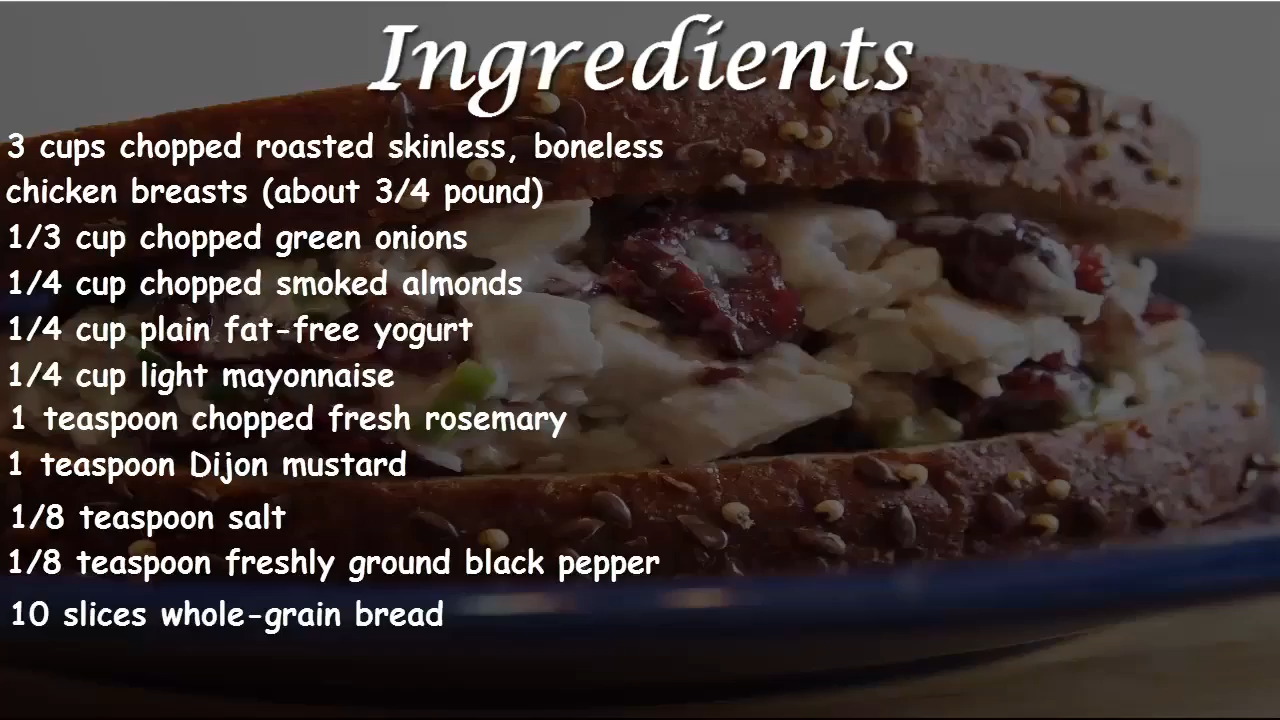 Ingredients
3 cups chopped roasted skinless, boneless
chicken breasts (about 3/4 pound)
1/3 cup chopped green onions
1/4 cup chopped smoked almonds
1/4 cup plain fat-free yogurt
1/4 cup light mayonnaise
1 teaspoon chopped fresh rosemary
1 teaspoon Dijon mustard
1/8 teaspoon salt
1/8 teaspoon freshly ground black pepper
10 slices whole-grain bread